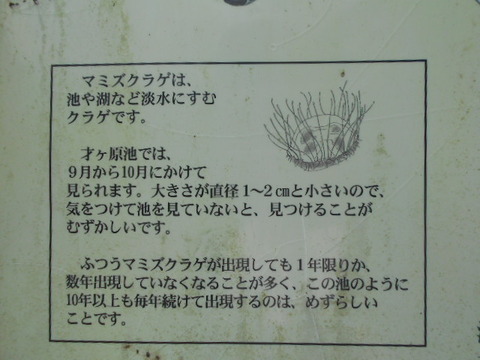 マミズクラゲは、
池や湖など淡水にすむ
クラゲです。
才ヶ原池では、
９月から10月にかけて
見られます。大きさが直径１〜２㎝と小さいので、
気をつけて池を見ていないと、見つけることが
むずかしいです。
ふつうマミズクラゲが出現しても１年限りか、
数年出現していなくなることが多く、この池のように
10年以上も毎年続けて出現するのは、めずらしい
ことです。